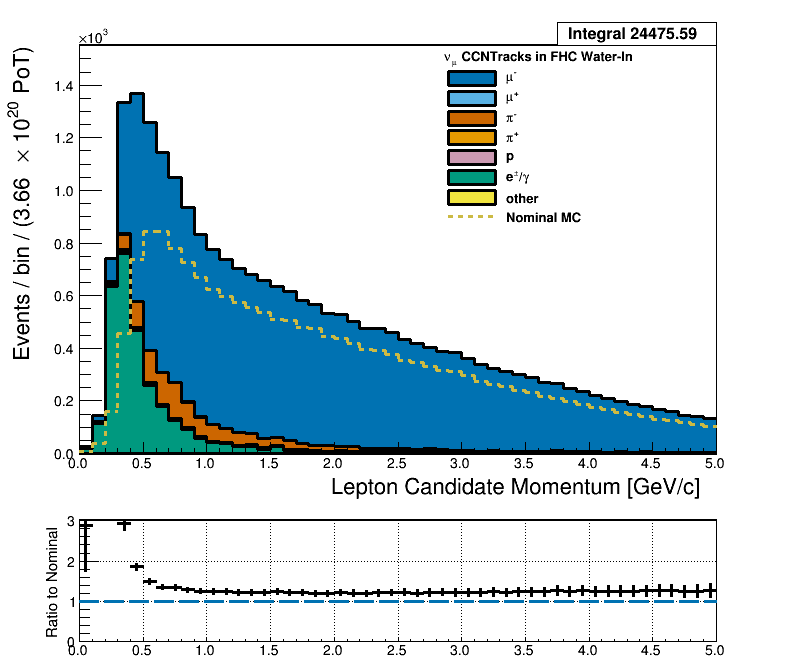 Integral 24475.59
×10³
ν_μ CCNTracks in FHC Water-In
μ⁻
μ⁺
π⁻
π⁺
p
e±/γ
other
Nominal MC
Events / bin / (3.66 × 10²⁰ PoT)
1.4
1.2
1.0
0.8
0.6
0.4
0.2
0.0
0.0 0.5 1.0 1.5 2.0 2.5 3.0 3.5 4.0 4.5 5.0
Lepton Candidate Momentum [GeV/c]
Ratio to Nominal
3
2
1
0
0.0 0.5 1.0 1.5 2.0 2.5 3.0 3.5 4.0 4.5 5.0